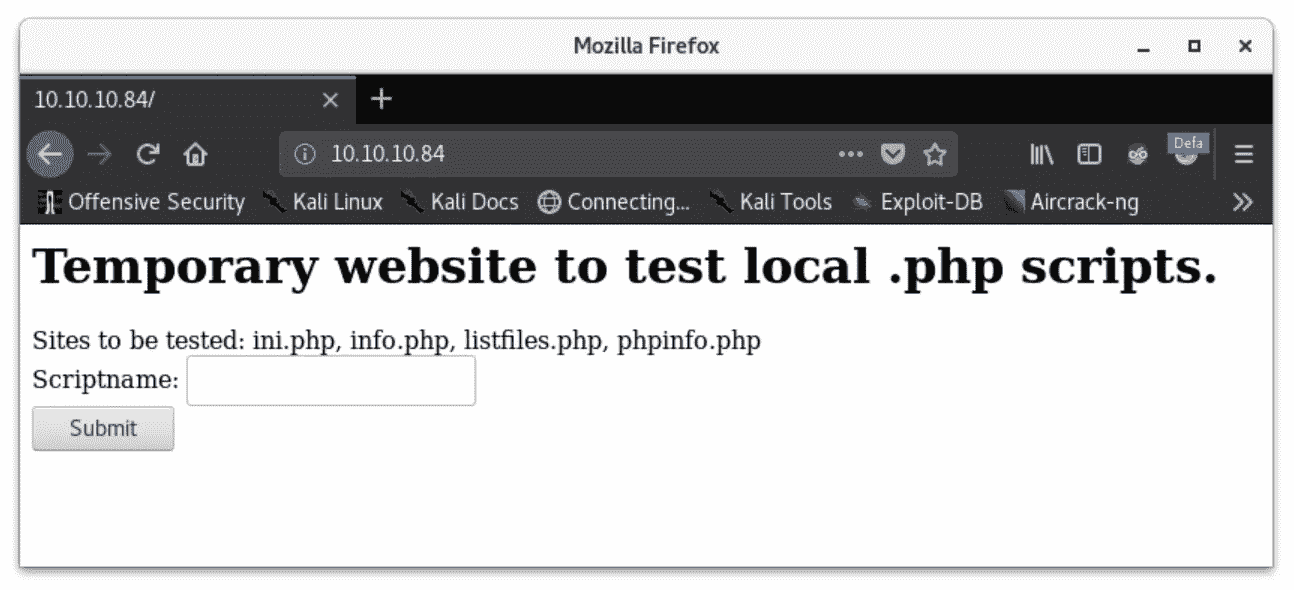 Mozilla Firefox
10.10.10.84/
10.10.10.84
Defa
Offensive Security Kali Linux Kali Docs Connecting... Kali Tools Exploit-DB Aircrack-ng
Temporary website to test local .php scripts.
Sites to be tested: ini.php, info.php, listfiles.php, phpinfo.php
Scriptname:
Submit